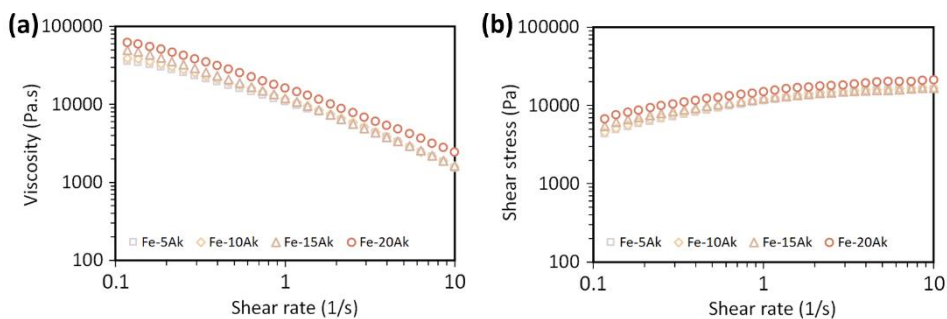 (a)
100000
10000
1000
100
Viscosity (Pa.s)
Fe-5Ak Fe-10Ak Fe-15Ak Fe-20Ak
0.1 1 10
Shear rate (1/s)
(b)
100000
10000
1000
100
Shear stress (Pa)
Fe-5Ak Fe-10Ak Fe-15Ak Fe-20Ak
0.1 1 10
Shear rate (1/s)